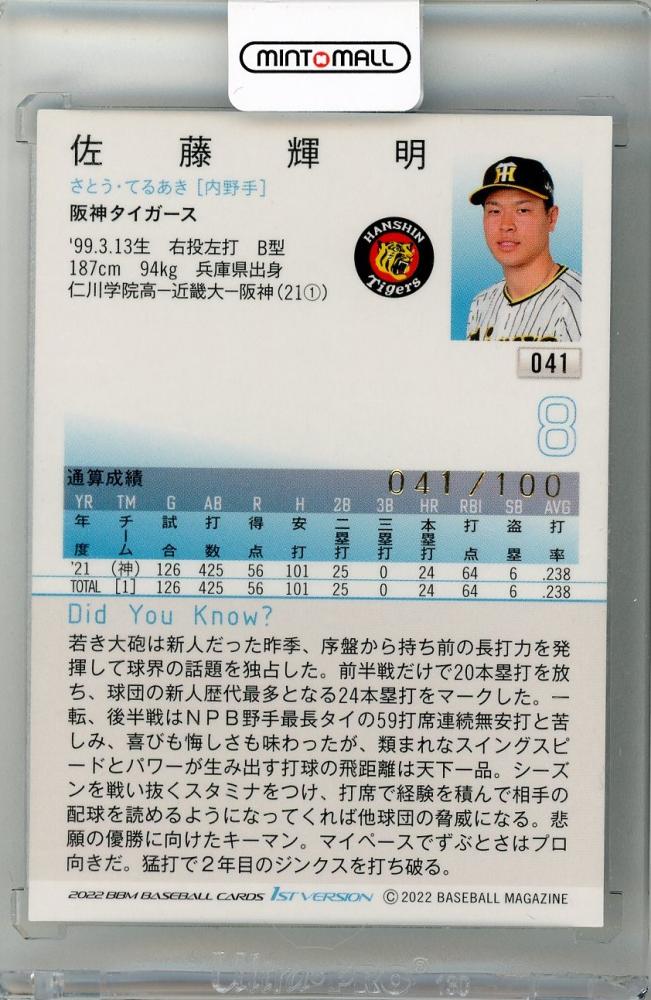 MINT MALL
佐藤輝明
さとう・てるあき [内野手]
阪神タイガース
'99.3.13生 右投左打 B型
187cm 94kg 兵庫県出身
仁川学院高ー近畿大ー阪神(21①)
HANSHIN
Tigers
041
8
通算成績
041/100
YR TM G AB R H 2B 3B HR RBI SB AVG
年度 チーム 試合 打数 得点 安打 二塁打 三塁打 本塁打 打点 盗塁 打率
'21 (神) 126 425 56 101 25 0 24 64 6 .238
TOTAL [1] 126 425 56 101 25 0 24 64 6 .238
Did You Know?
若き大砲は新人だった昨季、序盤から持ち前の長打力を発
揮して球界の話題を独占した。前半戦だけで20本塁打を放
ち、球団の新人歴代最多となる24本塁打をマークした。一
転、後半戦はNPB野手最長タイの59打席連続無安打と苦
しみ、喜びも悔しさも味わったが、類まれなスイングスピ
ードとパワーが生み出す打球の飛距離は天下一品。シーズ
ンを戦い抜くスタミナをつけ、打席で経験を積んで相手の
配球を読めるようになってくれば他球団の脅威になる。悲
願の優勝に向けたキーマン。マイペースでずぶとさはプロ
向きだ。猛打で2年目のジンクスを打ち破る。
2022 BBM BASEBALL CARDS 1ST VERSION ©2022 BASEBALL MAGAZINE
Ultra·PRO 130